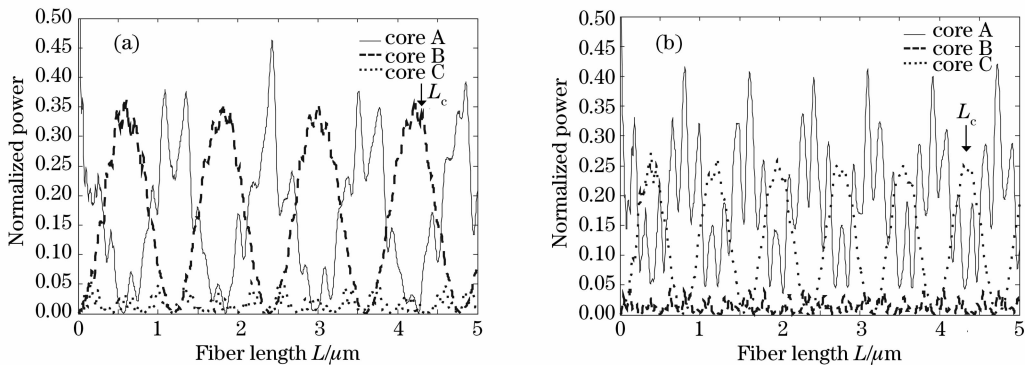 0.50
0.45
0.40
0.35
0.30
0.25
0.20
0.15
0.10
0.05
0.00
Normalized power
(a)
core A
core B
core C
Lc
0 1 2 3 4 5
Fiber length L/μm
0.50
0.45
0.40
0.35
0.30
0.25
0.20
0.15
0.10
0.05
0.00
Normalized power
(b)
core A
core B
core C
Lc
0 1 2 3 4 5
Fiber length L/μm